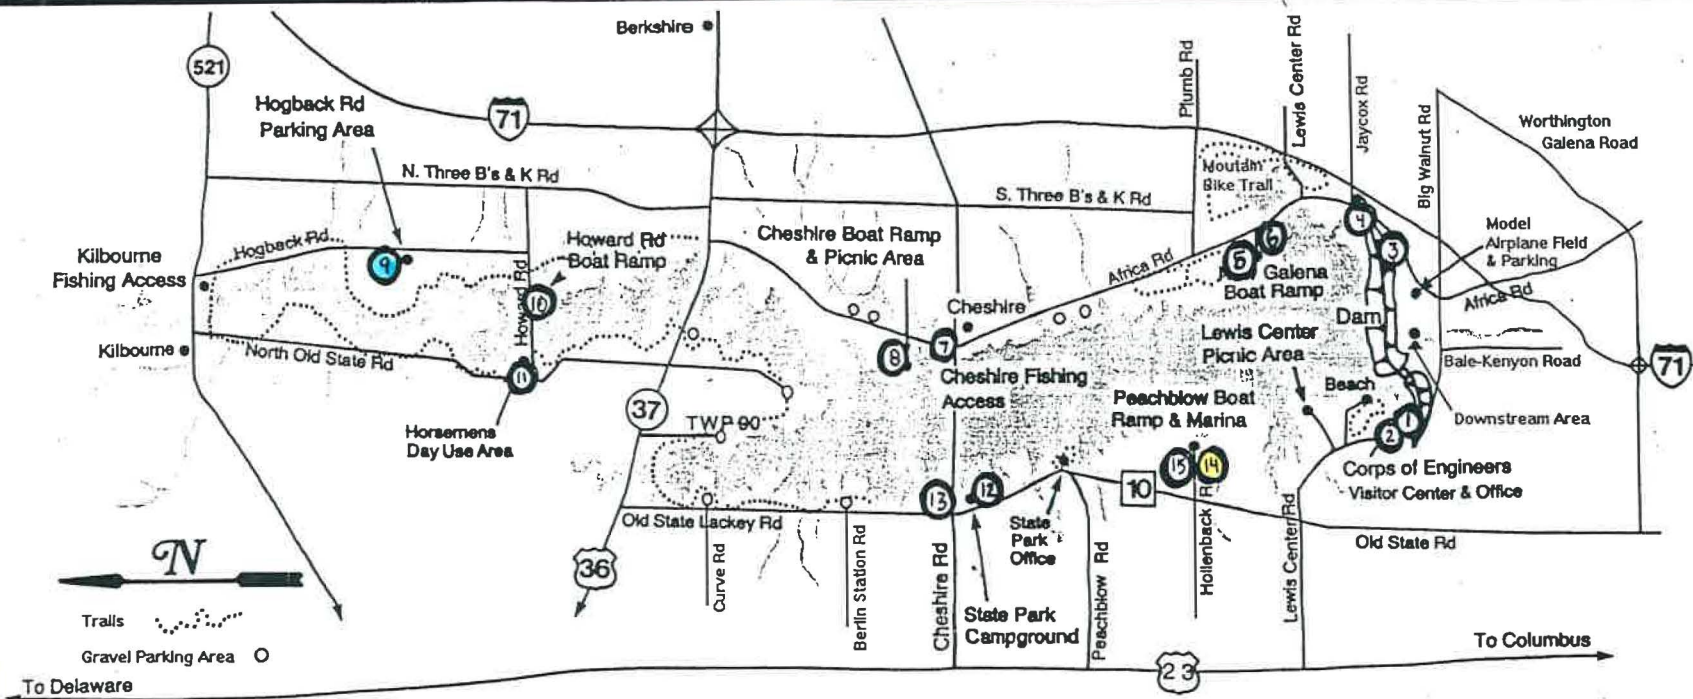 Berkshire
521
Hogback Rd
Parking Area
71
Plumb Rd
Lewis Center Rd
Jaycox Rd
Big Walnut Rd
Worthington
Galena Road
N. Three B's & K Rd
S. Three B's & K Rd
Moutain
Bike Trail
Kilbourne
Fishing Access
Hogback Rd
9
Howard Rd
Boat Ramp
10
Howard Rd
Cheshire Boat Ramp
& Picnic Area
Africa Rd
5
6
Galena
Boat Ramp
4
3
Model
Airplane Field
& Parking
Africa Rd
Dam
Kilbourne
North Old State Rd
11
Cheshire
8
7
Cheshire Fishing
Access
Lewis Center
Picnic Area
Bale-Kenyon Road
71
Beach
Downstream Area
2
1
Corps of Engineers
Visitor Center & Office
Horsemens
Day Use Area
37
TWP 90
Peachblow Boat
Ramp & Marina
15
14
10
13
12
Old State Lackey Rd
State
Park
Office
Hollenback R
Lewis Center Rd
Old State Rd
N
36
Curve Rd
Berlin Station Rd
Cheshire Rd
Peachblow Rd
State Park
Campground
Trails
Gravel Parking Area
To Delaware
23
To Columbus